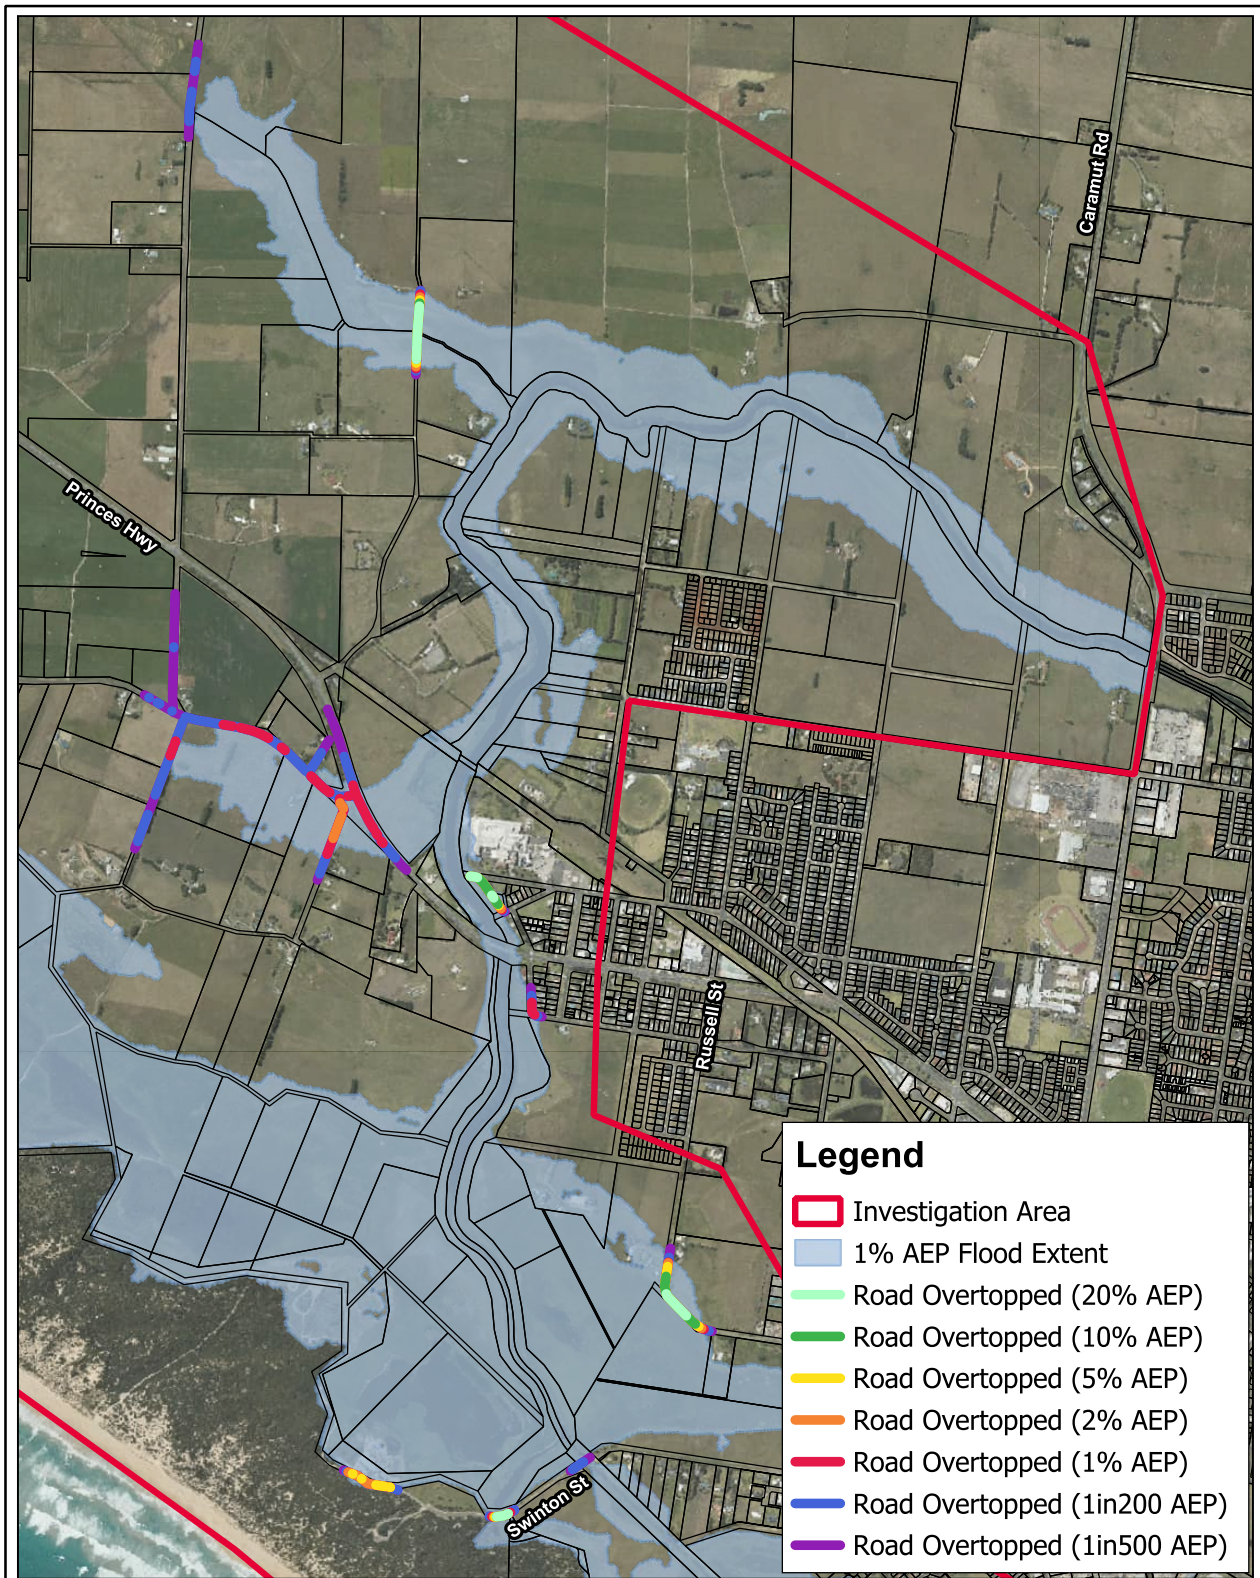 Caramut Rd
Princes Hwy
Russell St
Swinton St
Legend
Investigation Area
1% AEP Flood Extent
Road Overtopped (20% AEP)
Road Overtopped (10% AEP)
Road Overtopped (5% AEP)
Road Overtopped (2% AEP)
Road Overtopped (1% AEP)
Road Overtopped (1in200 AEP)
Road Overtopped (1in500 AEP)